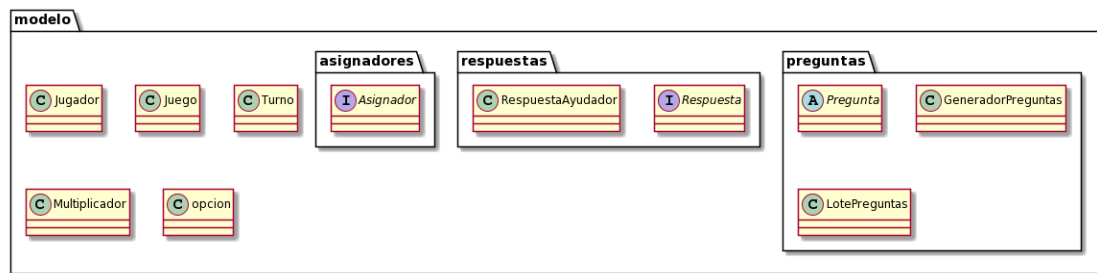 modelo
asignadores
respuestas
preguntas
C Jugador
C Juego
C Turno
I Asignador
C RespuestaAyudador
I Respuesta
A Pregunta
C GeneradorPreguntas
C Multiplicador
C opcion
C LotePreguntas